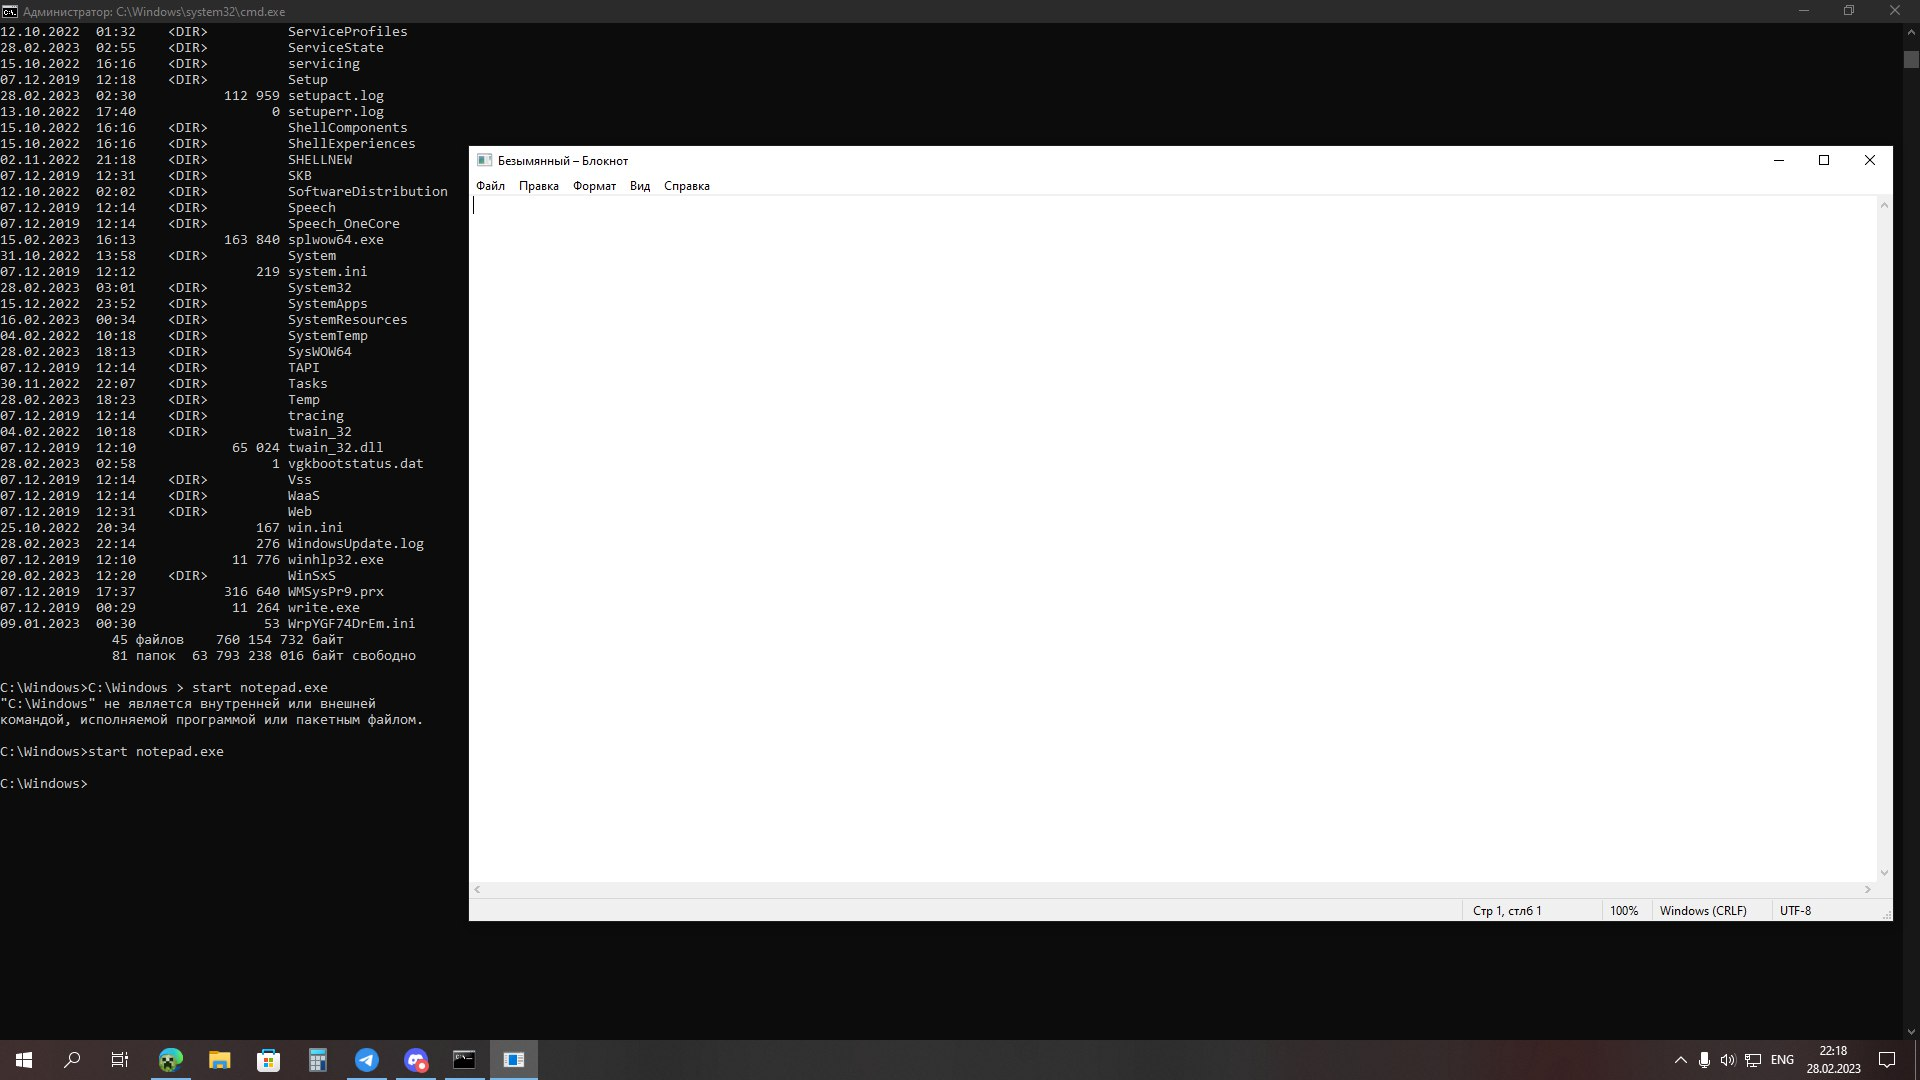 Администратор: C:\Windows\system32\cmd.exe
12.10.2022  01:32    <DIR>          ServiceProfiles
28.02.2023  02:55    <DIR>          ServiceState
15.10.2022  16:16    <DIR>          servicing
07.12.2019  12:18    <DIR>          Setup
28.02.2023  02:30           112 959 setupact.log
13.10.2022  17:40                 0 setuperr.log
15.10.2022  16:16    <DIR>          ShellComponents
15.10.2022  16:16    <DIR>          ShellExperiences
02.11.2022  21:18    <DIR>          SHELLNEW
07.12.2019  12:31    <DIR>          SKB
12.10.2022  02:02    <DIR>          SoftwareDistribution
07.12.2019  12:14    <DIR>          Speech
07.12.2019  12:14    <DIR>          Speech_OneCore
15.02.2023  16:13           163 840 splwow64.exe
31.10.2022  13:58    <DIR>          System
07.12.2019  12:12               219 system.ini
28.02.2023  03:01    <DIR>          System32
15.12.2022  23:52    <DIR>          SystemApps
16.02.2023  00:34    <DIR>          SystemResources
04.02.2022  10:18    <DIR>          SystemTemp
28.02.2023  18:13    <DIR>          SysWOW64
07.12.2019  12:14    <DIR>          TAPI
30.11.2022  22:07    <DIR>          Tasks
28.02.2023  18:23    <DIR>          Temp
07.12.2019  12:14    <DIR>          tracing
04.02.2022  10:18    <DIR>          twain_32
07.12.2019  12:10            65 024 twain_32.dll
28.02.2023  02:58                 1 vgkbootstatus.dat
07.12.2019  12:14    <DIR>          Vss
07.12.2019  12:14    <DIR>          WaaS
07.12.2019  12:31    <DIR>          Web
25.10.2022  20:34               167 win.ini
28.02.2023  22:14               276 WindowsUpdate.log
07.12.2019  12:10            11 776 winhlp32.exe
20.02.2023  12:20    <DIR>          WinSxS
07.12.2019  17:37           316 640 WMSysPr9.prx
07.12.2019  00:29            11 264 write.exe
09.01.2023  00:30                53 WrpYGF74DrEm.ini
45 файлов    760 154 732 байт
81 папок  63 793 238 016 байт свободно
C:\Windows>C:\Windows > start notepad.exe
"C:\Windows" не является внутренней или внешней
командой, исполняемой программой или пакетным файлом.
C:\Windows>start notepad.exe
C:\Windows>
Безымянный – Блокнот
Файл Правка Формат Вид Справка
Стр 1, стлб 1 100% Windows (CRLF) UTF-8
ENG
22:18
28.02.2023